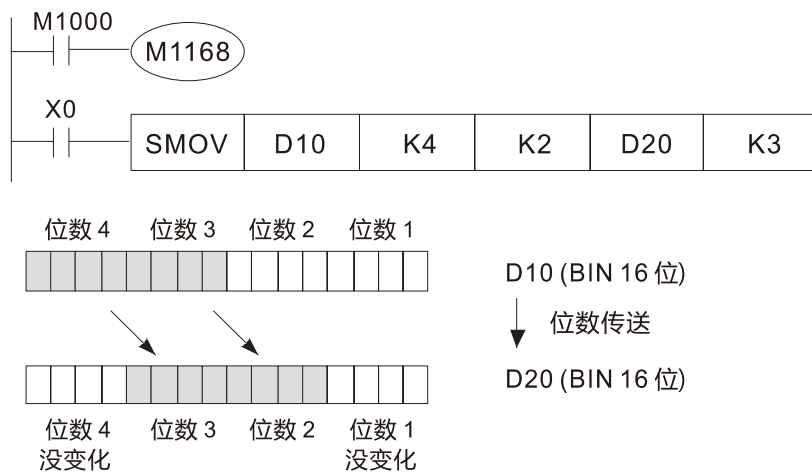 M1000
M1168
X0
SMOV D10 K4 K2 D20 K3
位数 4 位数 3 位数 2 位数 1
D10 (BIN 16 位)
位数传送
D20 (BIN 16 位)
位数 4 位数 3 位数 2 位数 1
没变化 没变化